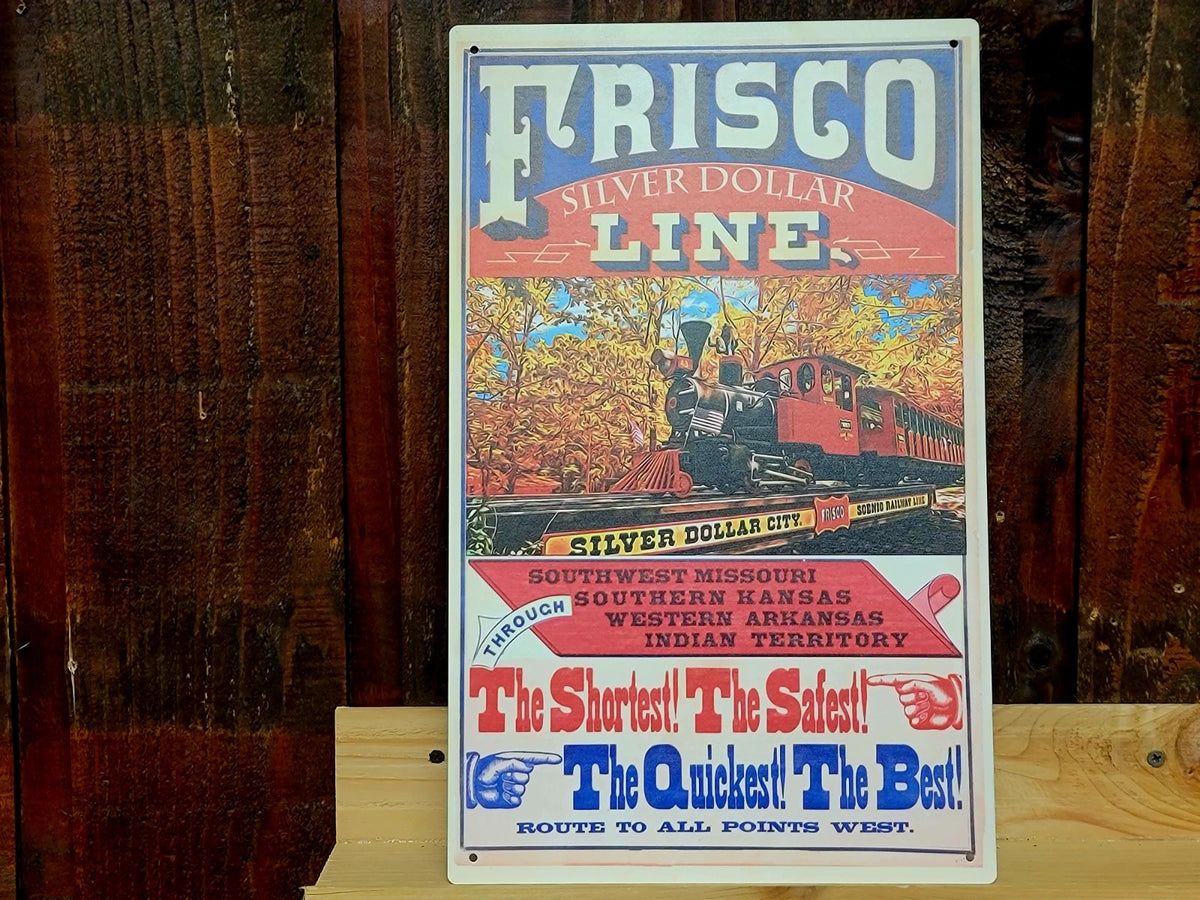 FRISCO
SILVER DOLLAR
LINE.
SILVER DOLLAR CITY.
FRISCO
SCENIC RAILWAY LINE
THROUGH
SOUTHWEST MISSOURI
SOUTHERN KANSAS
WESTERN ARKANSAS
INDIAN TERRITORY
The Shortest! The Safest!
The Quickest! The Best!
ROUTE TO ALL POINTS WEST.